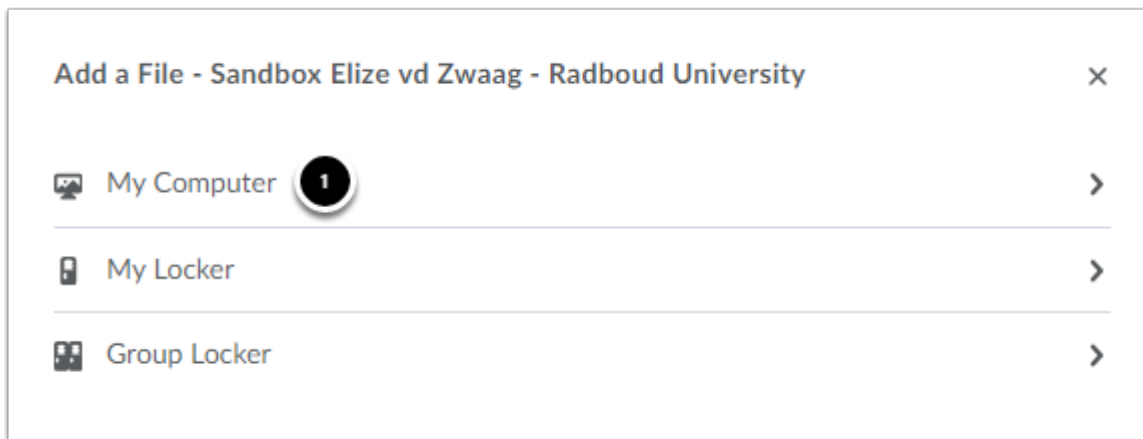 Add a File - Sandbox Elize vd Zwaag - Radboud University
My Computer 1
My Locker
Group Locker